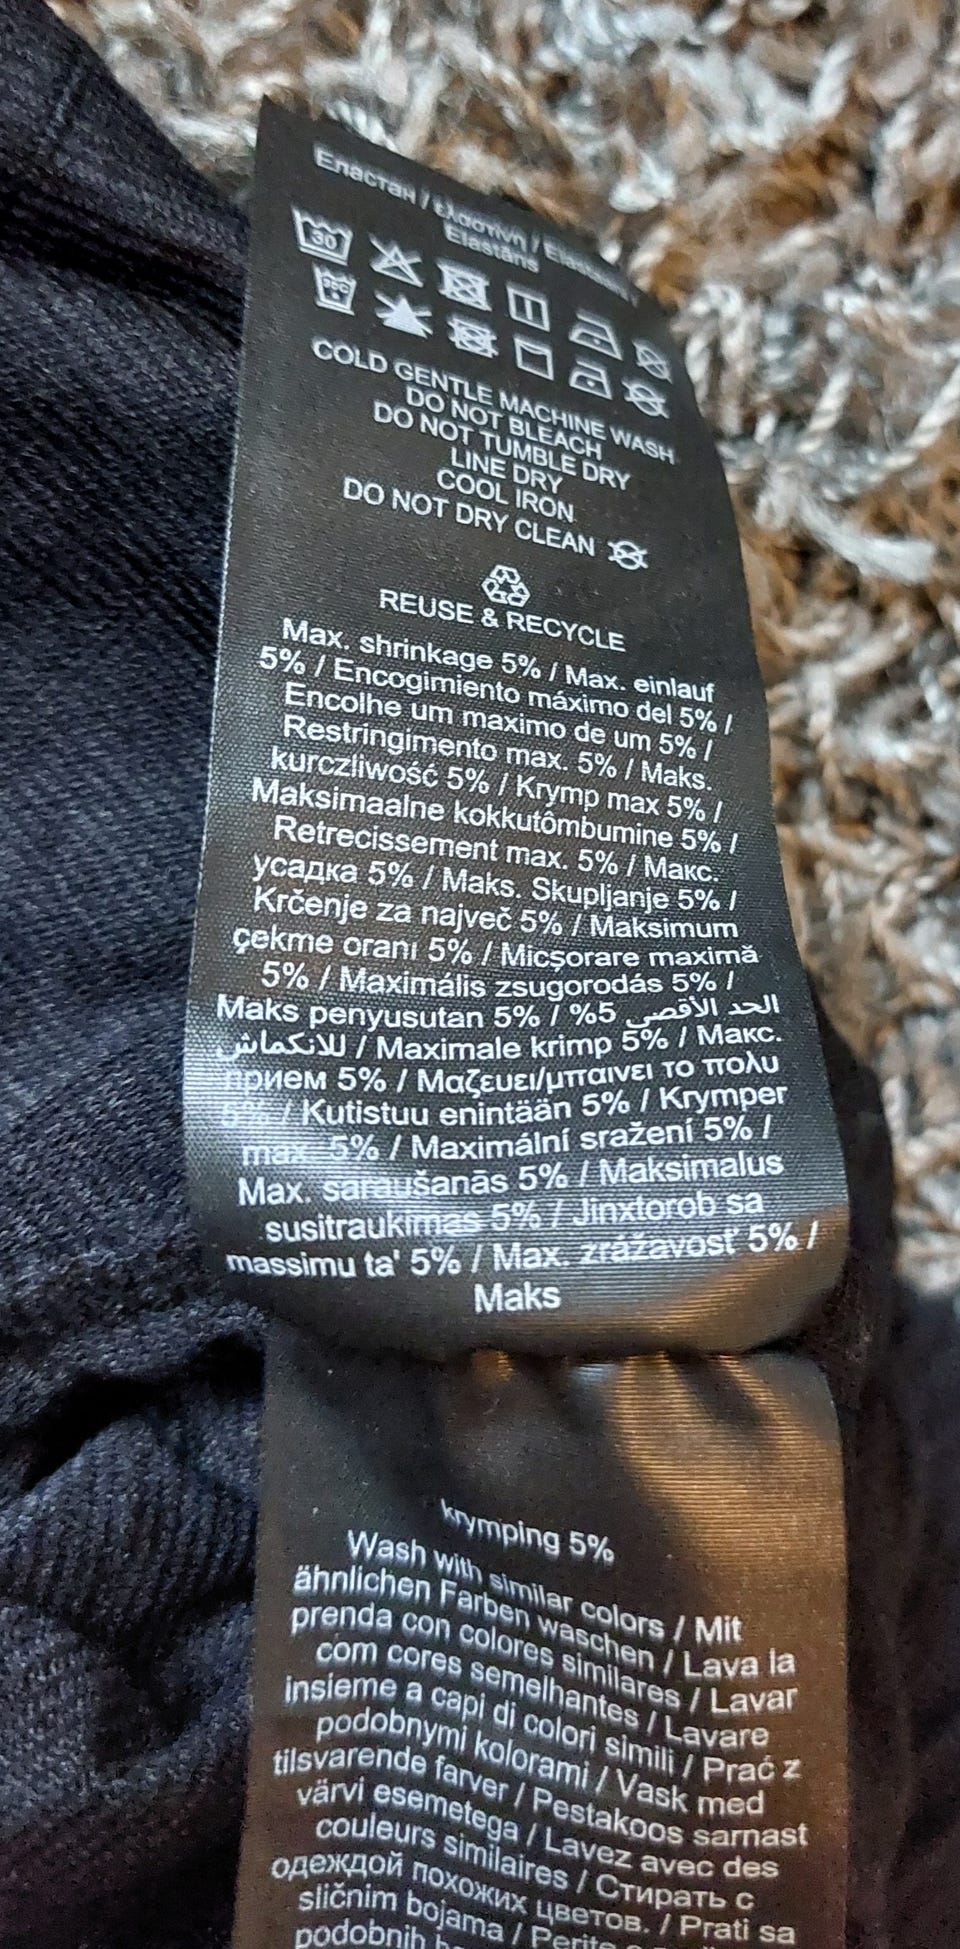 Еластан / ελαστίνη / Elastaan /
Elastāns
30
30C
COLD GENTLE MACHINE WASH
DO NOT BLEACH
DO NOT TUMBLE DRY
LINE DRY
COOL IRON
DO NOT DRY CLEAN
REUSE & RECYCLE
Max. shrinkage 5% / Max. einlauf
5% / Encogimiento máximo del 5% /
Encolhe um maximo de um 5% /
Restringimento max. 5% / Maks.
kurczliwość 5% / Krymp max 5% /
Maksimaalne kokkutômbumine 5% /
Retrecissement max. 5% / Макс.
усадка 5% / Maks. Skupljanje 5% /
Krčenje za največ 5% / Maksimum
çekme oranı 5% / Micşorare maximă
5% / Maximális zsugorodás 5% /
Maks penyusutan 5% / %5 الحد الأقصى
للانكماش / Maximale krimp 5% / Макс.
прием 5% / Μαζευει/μπαινει το πολυ
5% / Kutistuu enintään 5% / Krymper
max. 5% / Maximální sražení 5% /
Max. saraušanās 5% / Maksimalus
susitraukimas 5% / Jinxtorob sa
massimu ta' 5% / Max. zrážavosť 5% /
Maks
krymping 5%
Wash with similar colors / Mit
ähnlichen Farben waschen / Lava la
prenda con colores similares / Lavar
com cores semelhantes / Lavare
insieme a capi di colori simili / Prać z
podobnymi kolorami / Vask med
tilsvarende farver / Pestakoos sarnast
värvi esemetega / Lavez avec des
couleurs similaires / Стирать с
одеждой похожих цветов. / Prati sa
sličnim bojama / Perite s
podobnih